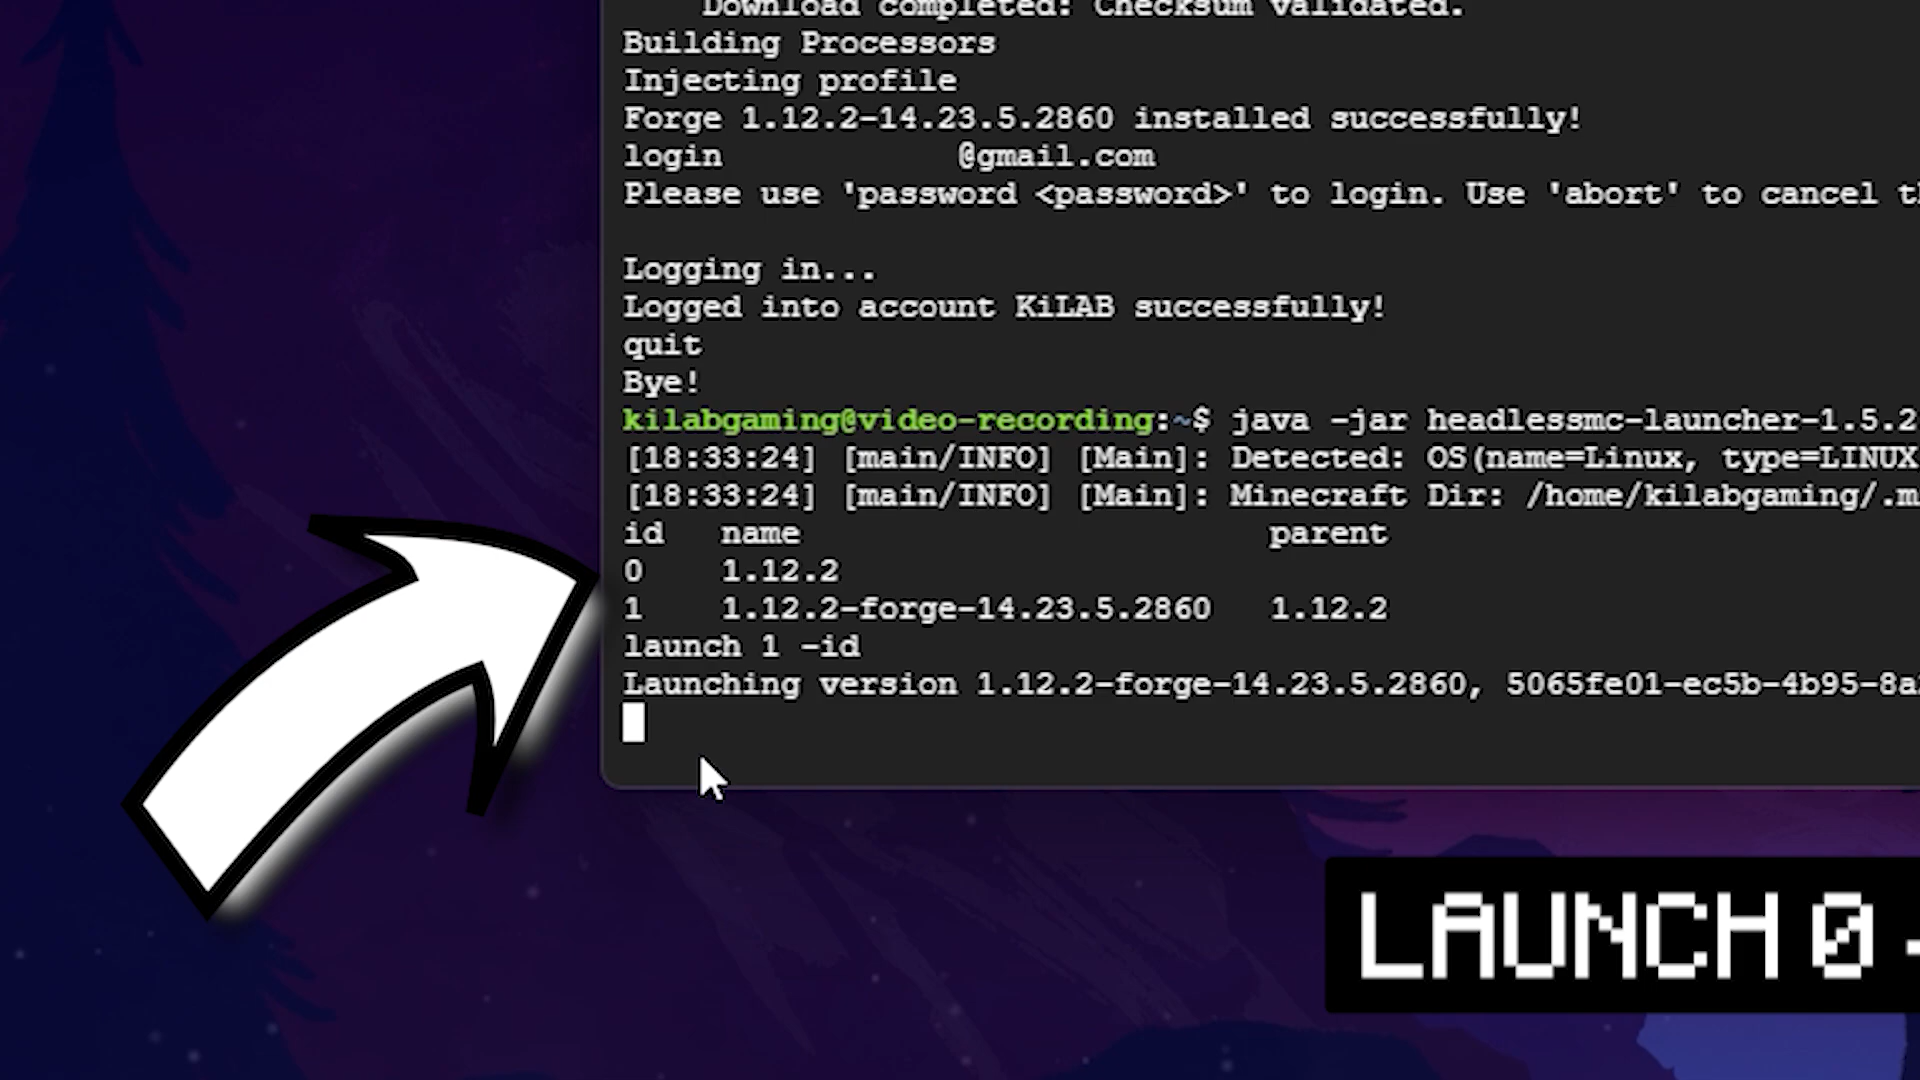 Download completed: Checksum validated.
Building Processors
Injecting profile
Forge 1.12.2-14.23.5.2860 installed successfully!
login @gmail.com
Please use 'password <password>' to login. Use 'abort' to cancel
Logging in...
Logged into account KiLAB successfully!
quit
Bye!
kilabgaming@video-recording:~$ java -jar headlessmc-launcher-1.5.2
[18:33:24] [main/INFO] [Main]: Detected: OS(name=Linux, type=LINUX
[18:33:24] [main/INFO] [Main]: Minecraft Dir: /home/kilabgaming/.m
id name parent
0 1.12.2
1 1.12.2-forge-14.23.5.2860 1.12.2
launch 1 -id
Launching version 1.12.2-forge-14.23.5.2860, 5065fe01-ec5b-4b95-8a
LAUNCH 0 -